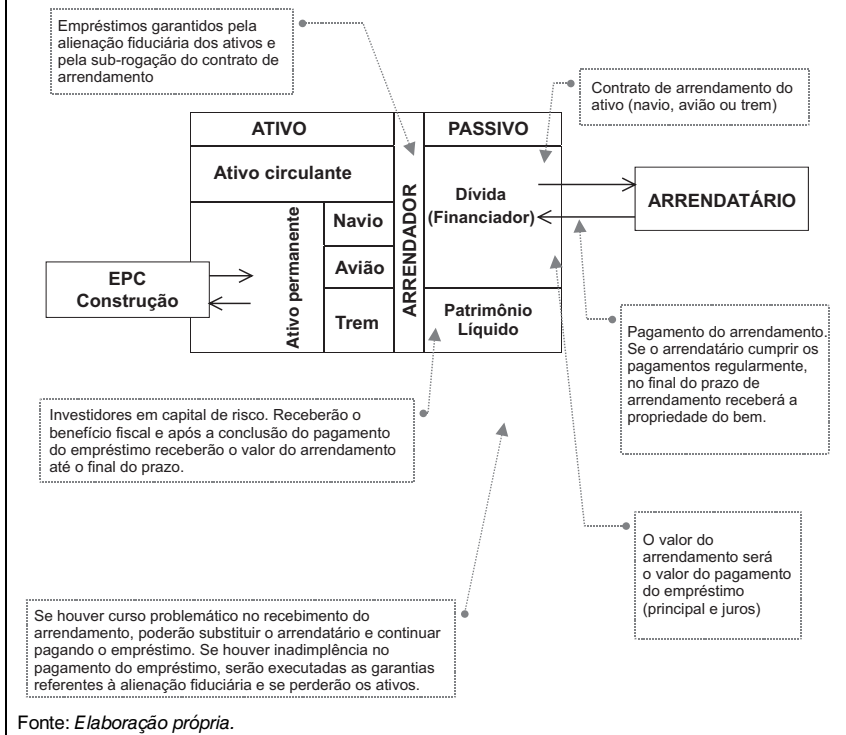 Empréstimos garantidos pela
alienação fiduciária dos ativos e
pela sub-rogação do contrato de
arrendamento
Contrato de arrendamento do
ativo (navio, avião ou trem)
ATIVO
PASSIVO
Ativo circulante
Ativo permanente
Navio
Avião
Trem
ARRENDADOR
Dívida
(Financiador)
Patrimônio
Líquido
ARRENDATÁRIO
EPC
Construção
Pagamento do arrendamento.
Se o arrendatário cumprir os
pagamentos regularmente,
no final do prazo de
arrendamento receberá a
propriedade do bem.
Investidores em capital de risco. Receberão o
benefício fiscal e após a conclusão do pagamento
do empréstimo receberão o valor do arrendamento
até o final do prazo.
O valor do
arrendamento será
o valor do pagamento
do empréstimo
(principal e juros)
Se houver curso problemático no recebimento do
arrendamento, poderão substituir o arrendatário e continuar
pagando o empréstimo. Se houver inadimplência no
pagamento do empréstimo, serão executadas as garantias
referentes à alienação fiduciária e se perderão os ativos.
Fonte: Elaboração própria.